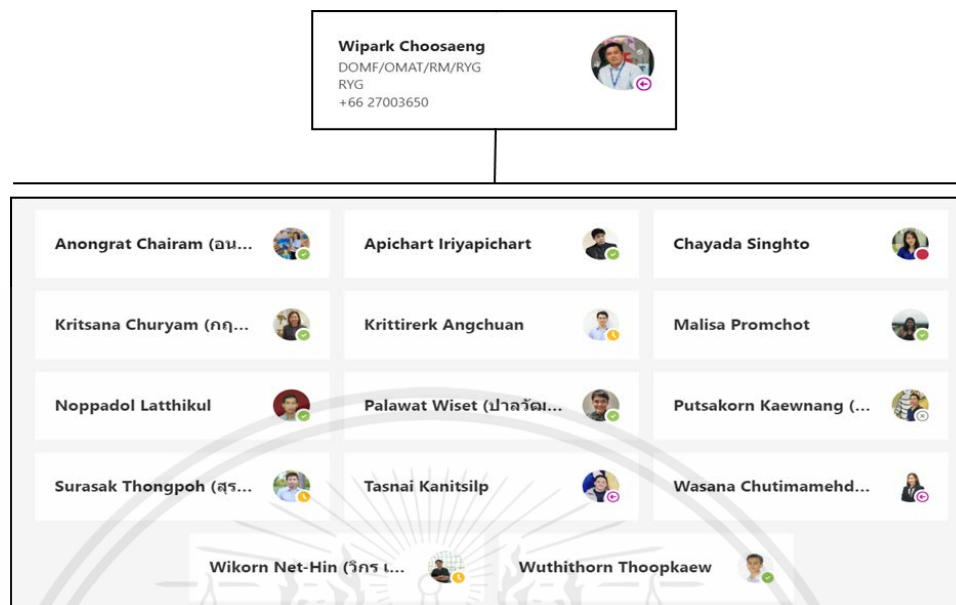 Wipark Choosaeng
DOMF/OMAT/RM/RYG
RYG
+66 27003650
Anongrat Chairam (อน...
Apichart Iriyapichart
Chayada Singhto
Kritsana Churyam (กฤ...
Krittirerk Angchuan
Malisa Promchot
Noppadol Latthikul
Palawat Wiset (ปาลวัฒ...
Putsakorn Kaewnang (...
Surasak Thongpoh (สุร...
Tasnai Kanitsilp
Wasana Chutimamehd...
Wikorn Net-Hin (วิกร เ...
Wuthithorn Thoopkaew